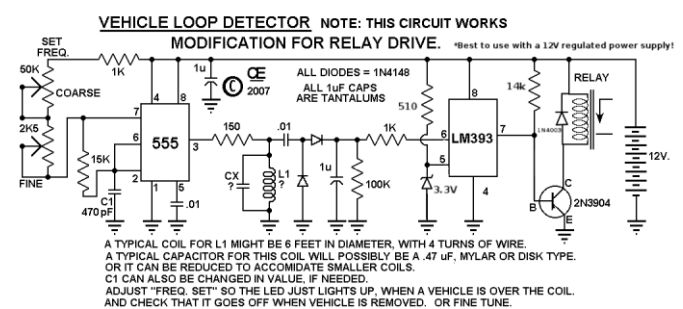 VEHICLE LOOP DETECTOR NOTE: THIS CIRCUIT WORKS
MODIFICATION FOR RELAY DRIVE. *Best to use with a 12V regulated power supply!
SET
FREQ.
50K
COARSE
1K
1u
© OE
2007
ALL DIODES = 1N4148
ALL 1uF CAPS
ARE TANTALUMS
510
14k
RELAY
1N4003
2K5
FINE
15K
C1
470 pF
4
8
7
6
2
555
3
1
5
.01
150
.01
CX
?
L1
?
1u
100K
1K
8
6
LM393
7
5
4
3.3V
B
C
E
2N3904
12V.
A TYPICAL COIL FOR L1 MIGHT BE 6 FEET IN DIAMETER, WITH 4 TURNS OF WIRE.
A TYPICAL CAPACITOR FOR THIS COIL WILL POSSIBLY BE A .47 uF, MYLAR OR DISK TYPE.
OR IT CAN BE REDUCED TO ACCOMIDATE SMALLER COILS.
C1 CAN ALSO BE CHANGED IN VALUE, IF NEEDED.
ADJUST "FREQ. SET" SO THE LED JUST LIGHTS UP, WHEN A VEHICLE IS OVER THE COIL.
AND CHECK THAT IT GOES OFF WHEN VEHICLE IS REMOVED. OR FINE TUNE.